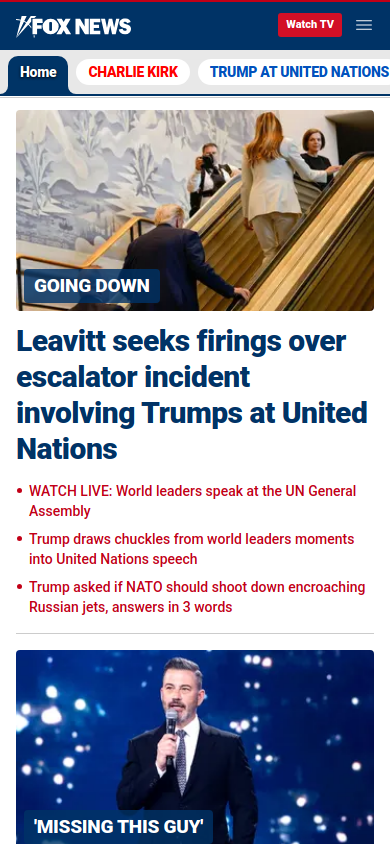 FOX NEWS
Watch TV
Home
CHARLIE KIRK
TRUMP AT UNITED NATIONS
GOING DOWN
Leavitt seeks firings over
escalator incident
involving Trumps at United
Nations
• WATCH LIVE: World leaders speak at the UN General
Assembly
• Trump draws chuckles from world leaders moments
into United Nations speech
• Trump asked if NATO should shoot down encroaching
Russian jets, answers in 3 words
'MISSING THIS GUY'